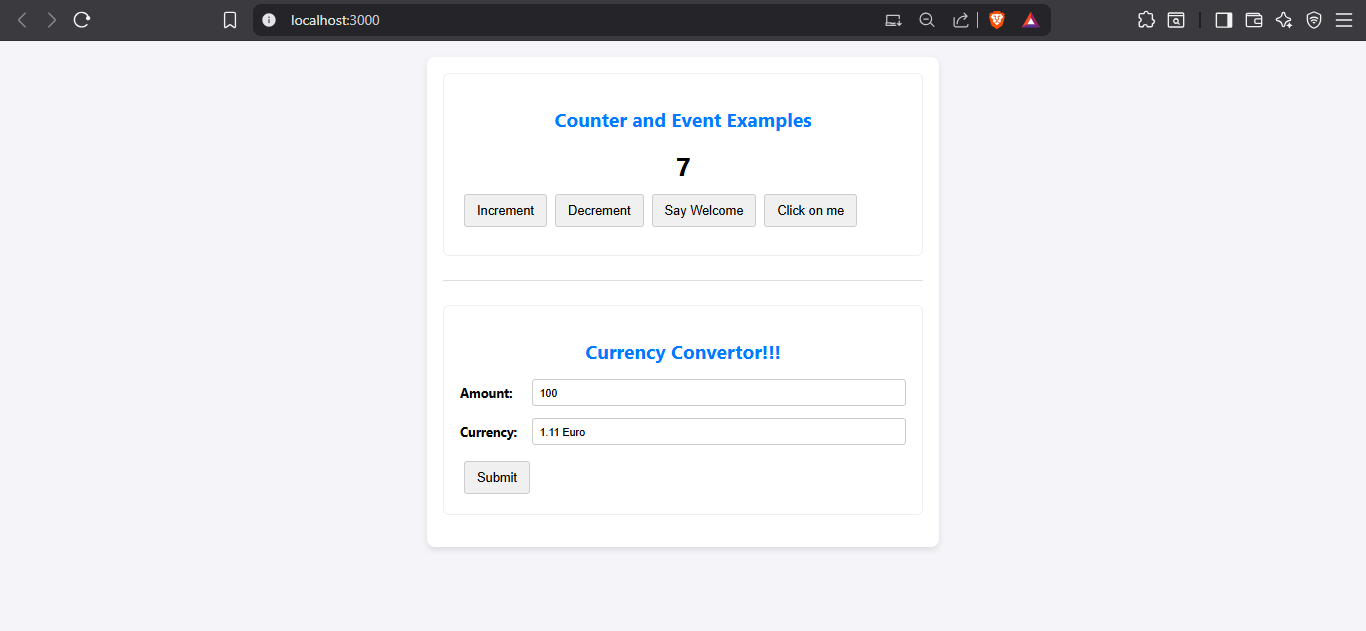 localhost:3000
Counter and Event Examples
7
Increment Decrement Say Welcome Click on me
Currency Convertor!!!
Amount: 100
Currency: 1.11 Euro
Submit